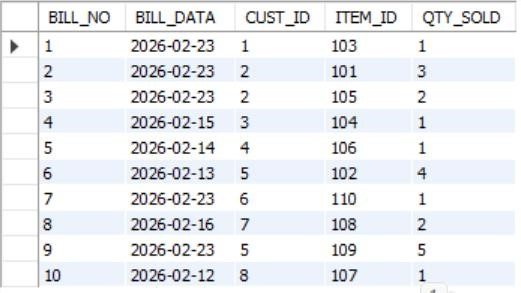 BILL_NO BILL_DATA CUST_ID ITEM_ID QTY_SOLD
1 2026-02-23 1 103 1
2 2026-02-23 2 101 3
3 2026-02-23 2 105 2
4 2026-02-15 3 104 1
5 2026-02-14 4 106 1
6 2026-02-13 5 102 4
7 2026-02-23 6 110 1
8 2026-02-16 7 108 2
9 2026-02-23 5 109 5
10 2026-02-12 8 107 1